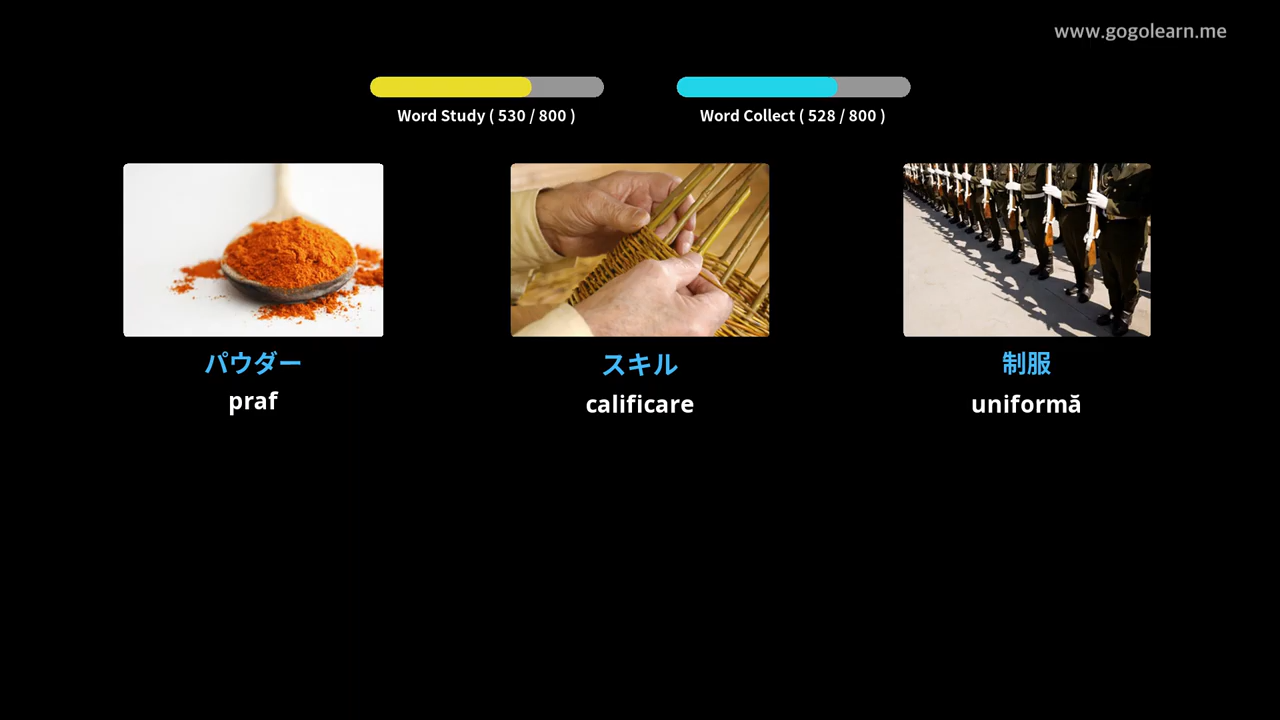 www.gogolearn.me
Word Study ( 530 / 800 )
Word Collect ( 528 / 800 )
パウダー
praf
スキル
calificare
制服
uniformă